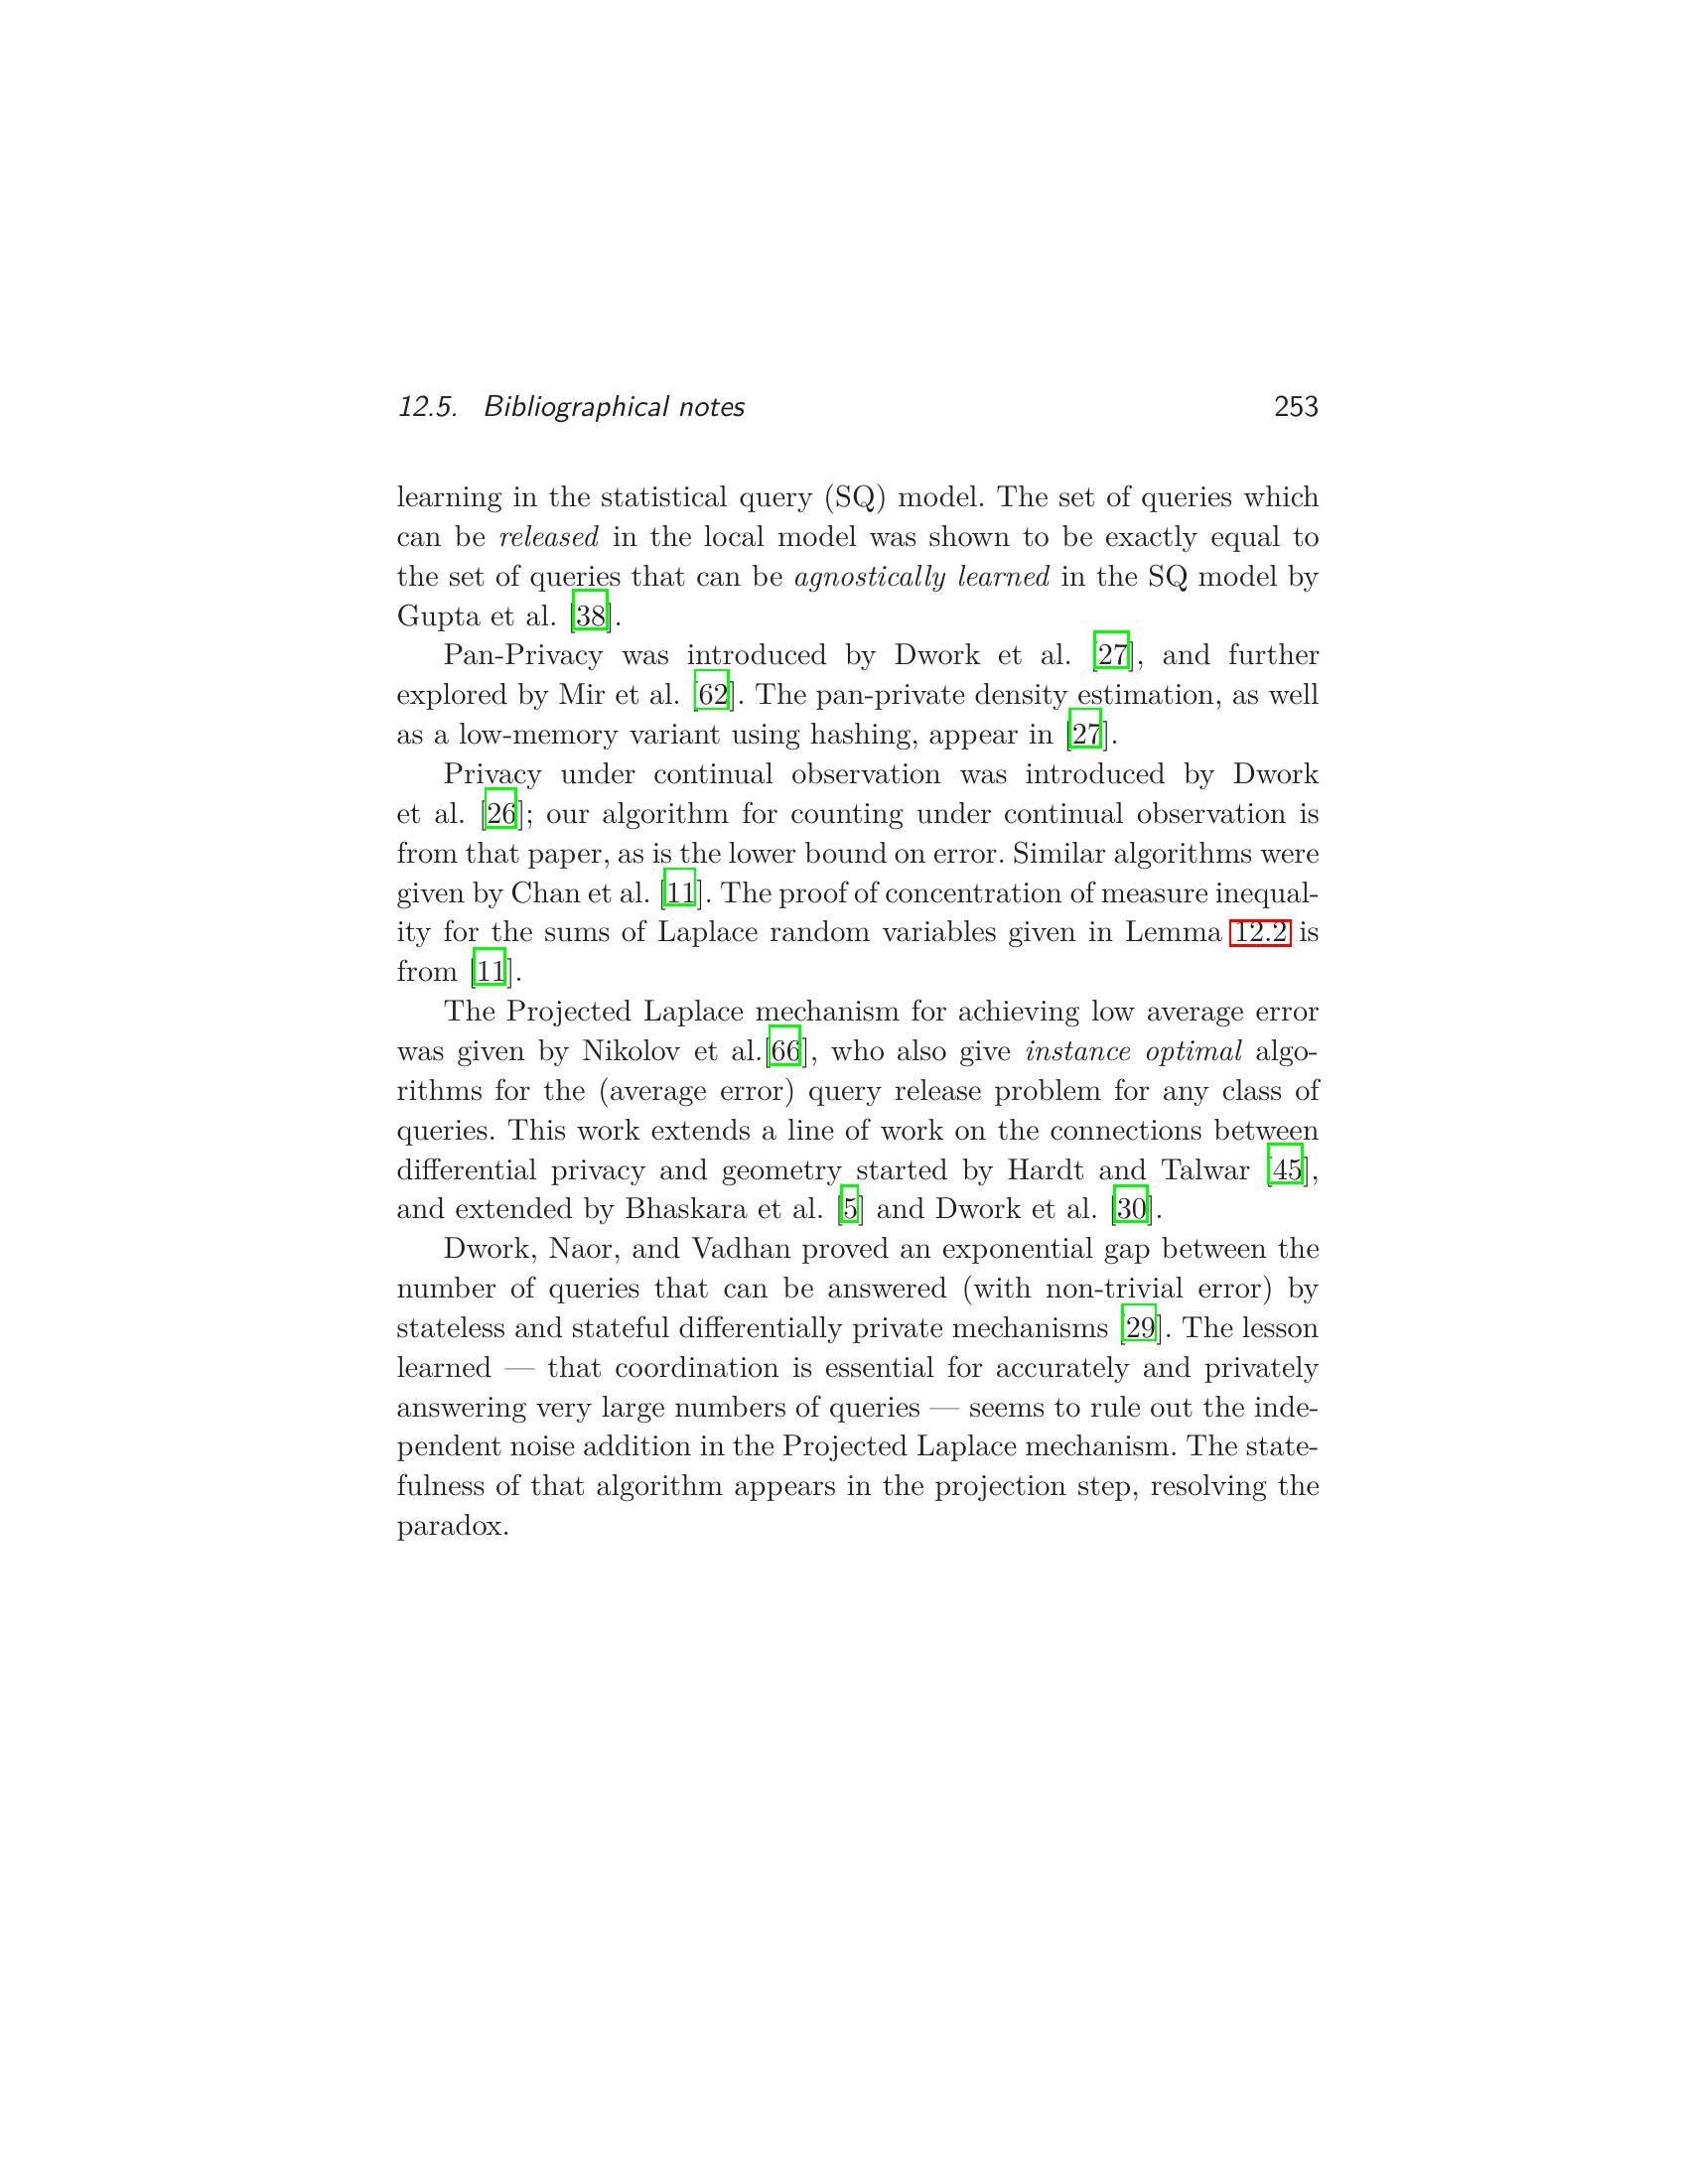 12.5. Bibliographical notes 253
learning in the statistical query (SQ) model. The set of queries which
can be released in the local model was shown to be exactly equal to
the set of queries that can be agnostically learned in the SQ model by
Gupta et al. [38].
Pan-Privacy was introduced by Dwork et al. [27], and further
explored by Mir et al. [62]. The pan-private density estimation, as well
as a low-memory variant using hashing, appear in [27].
Privacy under continual observation was introduced by Dwork
et al. [26]; our algorithm for counting under continual observation is
from that paper, as is the lower bound on error. Similar algorithms were
given by Chan et al. [11]. The proof of concentration of measure inequal-
ity for the sums of Laplace random variables given in Lemma 12.2 is
from [11].
The Projected Laplace mechanism for achieving low average error
was given by Nikolov et al.[66], who also give instance optimal algo-
rithms for the (average error) query release problem for any class of
queries. This work extends a line of work on the connections between
differential privacy and geometry started by Hardt and Talwar [45],
and extended by Bhaskara et al. [5] and Dwork et al. [30].
Dwork, Naor, and Vadhan proved an exponential gap between the
number of queries that can be answered (with non-trivial error) by
stateless and stateful differentially private mechanisms [29]. The lesson
learned — that coordination is essential for accurately and privately
answering very large numbers of queries — seems to rule out the inde-
pendent noise addition in the Projected Laplace mechanism. The state-
fulness of that algorithm appears in the projection step, resolving the
paradox.